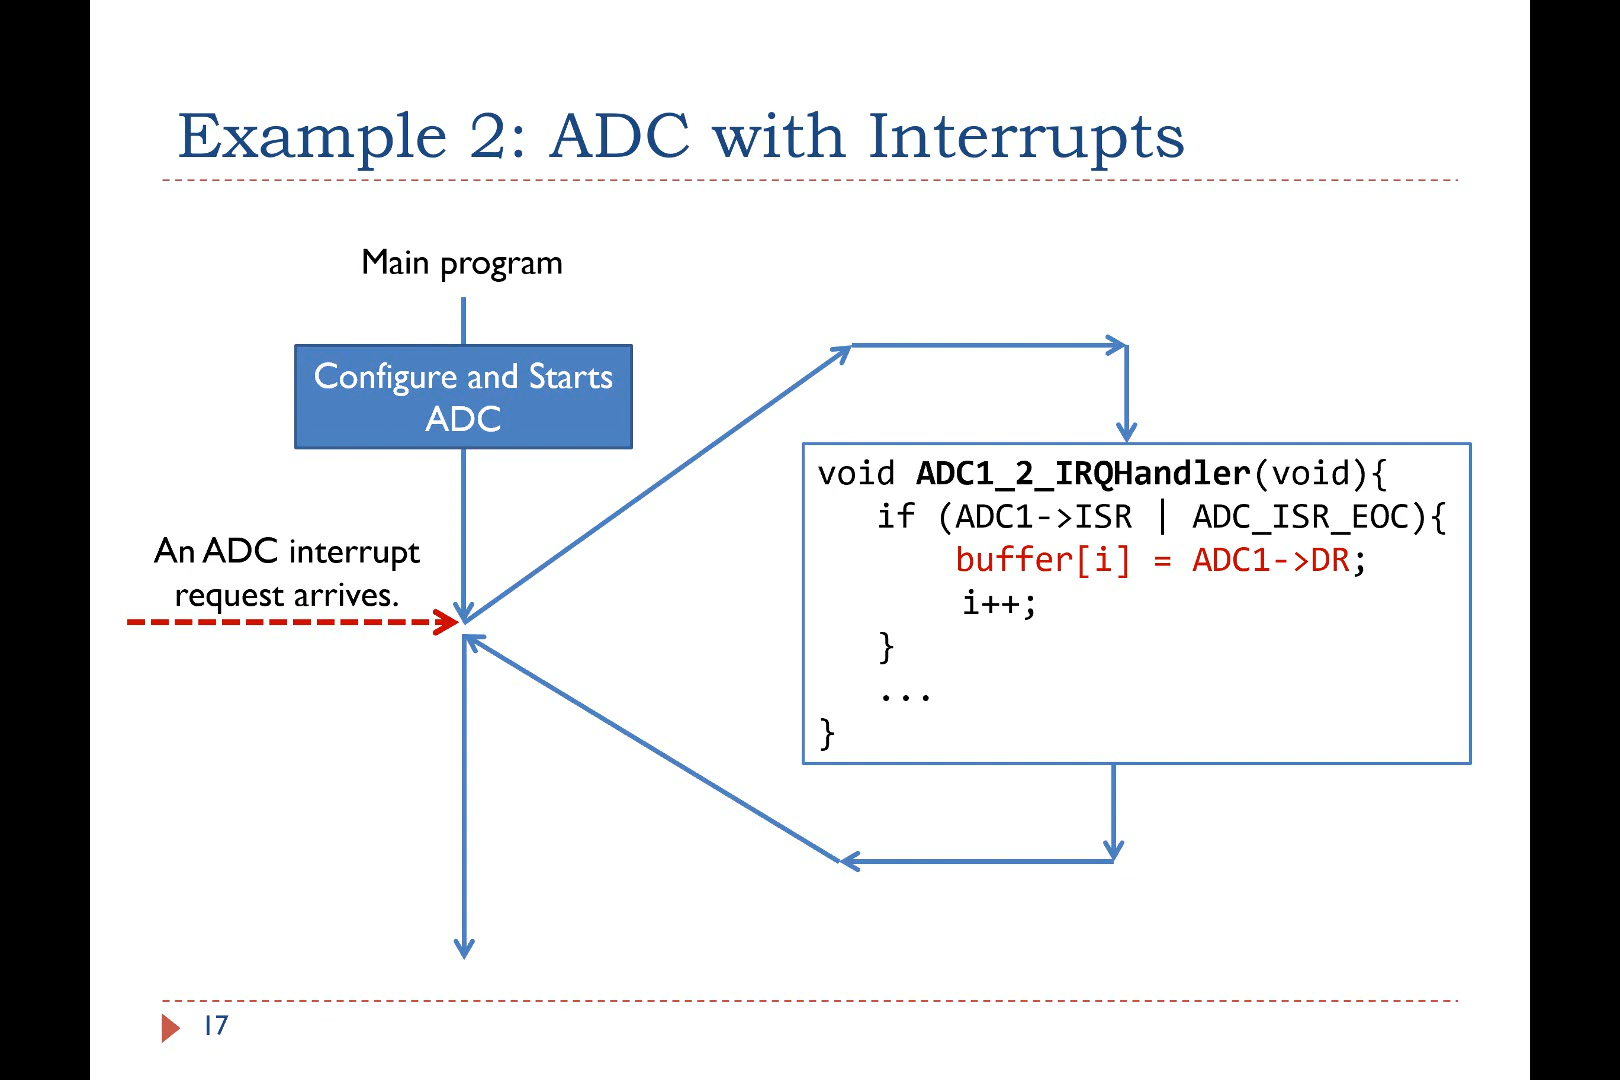 Example 2: ADC with Interrupts
Main program
Configure and Starts
ADC
An ADC interrupt
request arrives.
void ADC1_2_IRQHandler(void){
if (ADC1->ISR | ADC_ISR_EOC){
buffer[i] = ADC1->DR;
i++;
}
...
}
17